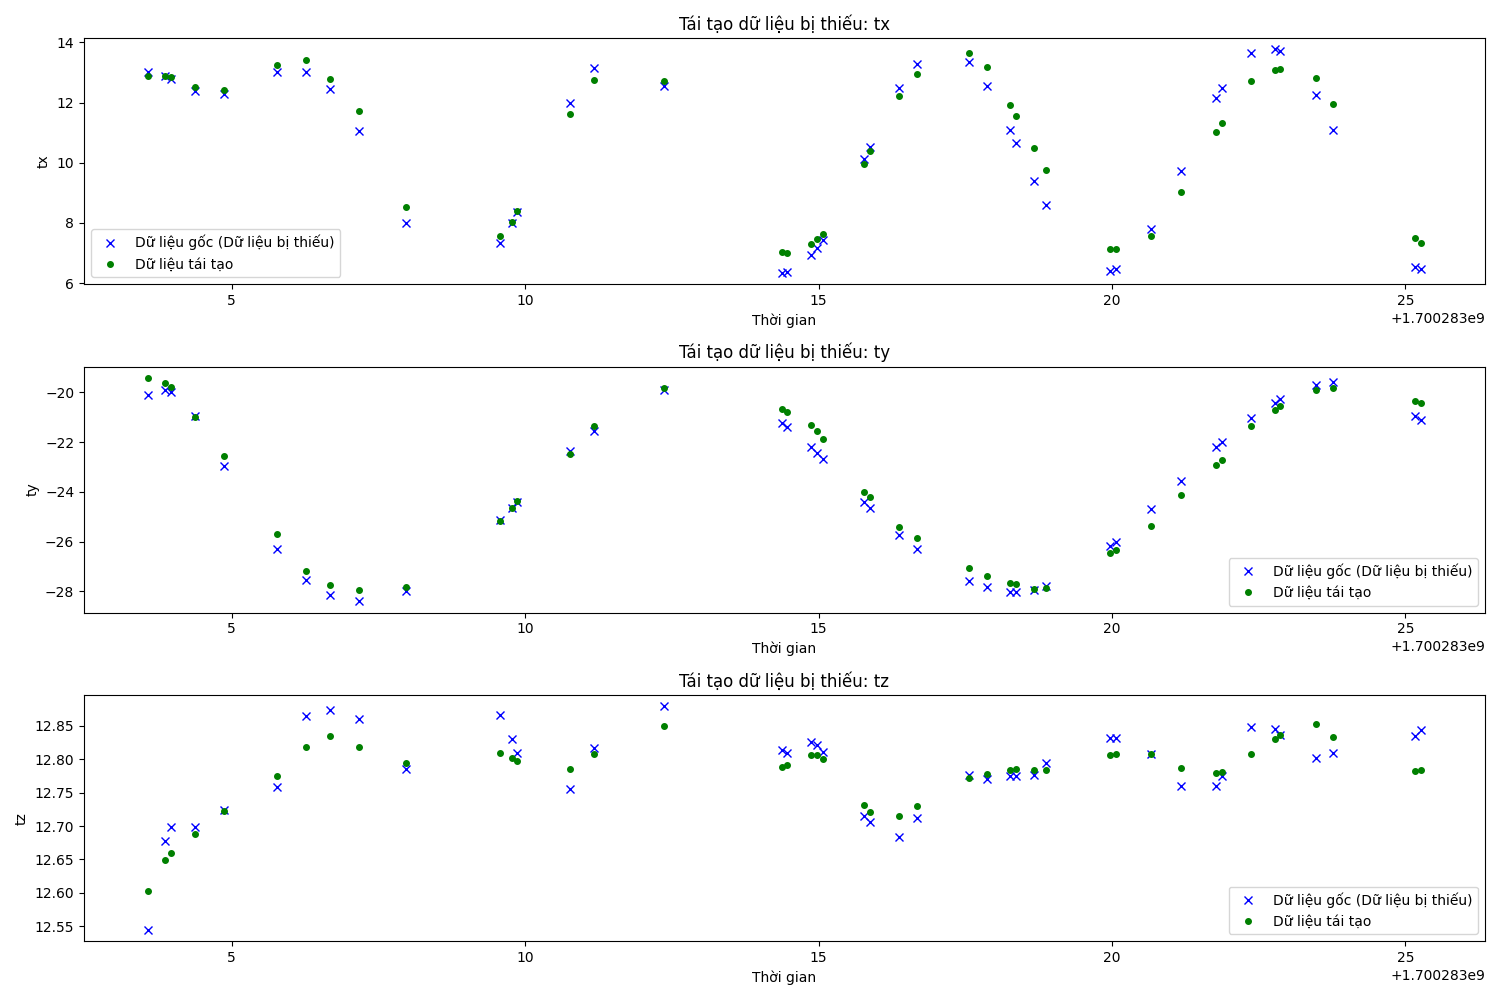 Tái tạo dữ liệu bị thiếu: tx
14
12
10
8
6
tx
Dữ liệu gốc (Dữ liệu bị thiếu)
Dữ liệu tái tạo
5
10
15
20
25
Thời gian
+1.700283e9
Tái tạo dữ liệu bị thiếu: ty
−20
−22
−24
−26
−28
ty
Dữ liệu gốc (Dữ liệu bị thiếu)
Dữ liệu tái tạo
5
10
15
20
25
Thời gian
+1.700283e9
Tái tạo dữ liệu bị thiếu: tz
12.85
12.80
12.75
12.70
12.65
12.60
12.55
tz
Dữ liệu gốc (Dữ liệu bị thiếu)
Dữ liệu tái tạo
5
10
15
20
25
Thời gian
+1.700283e9